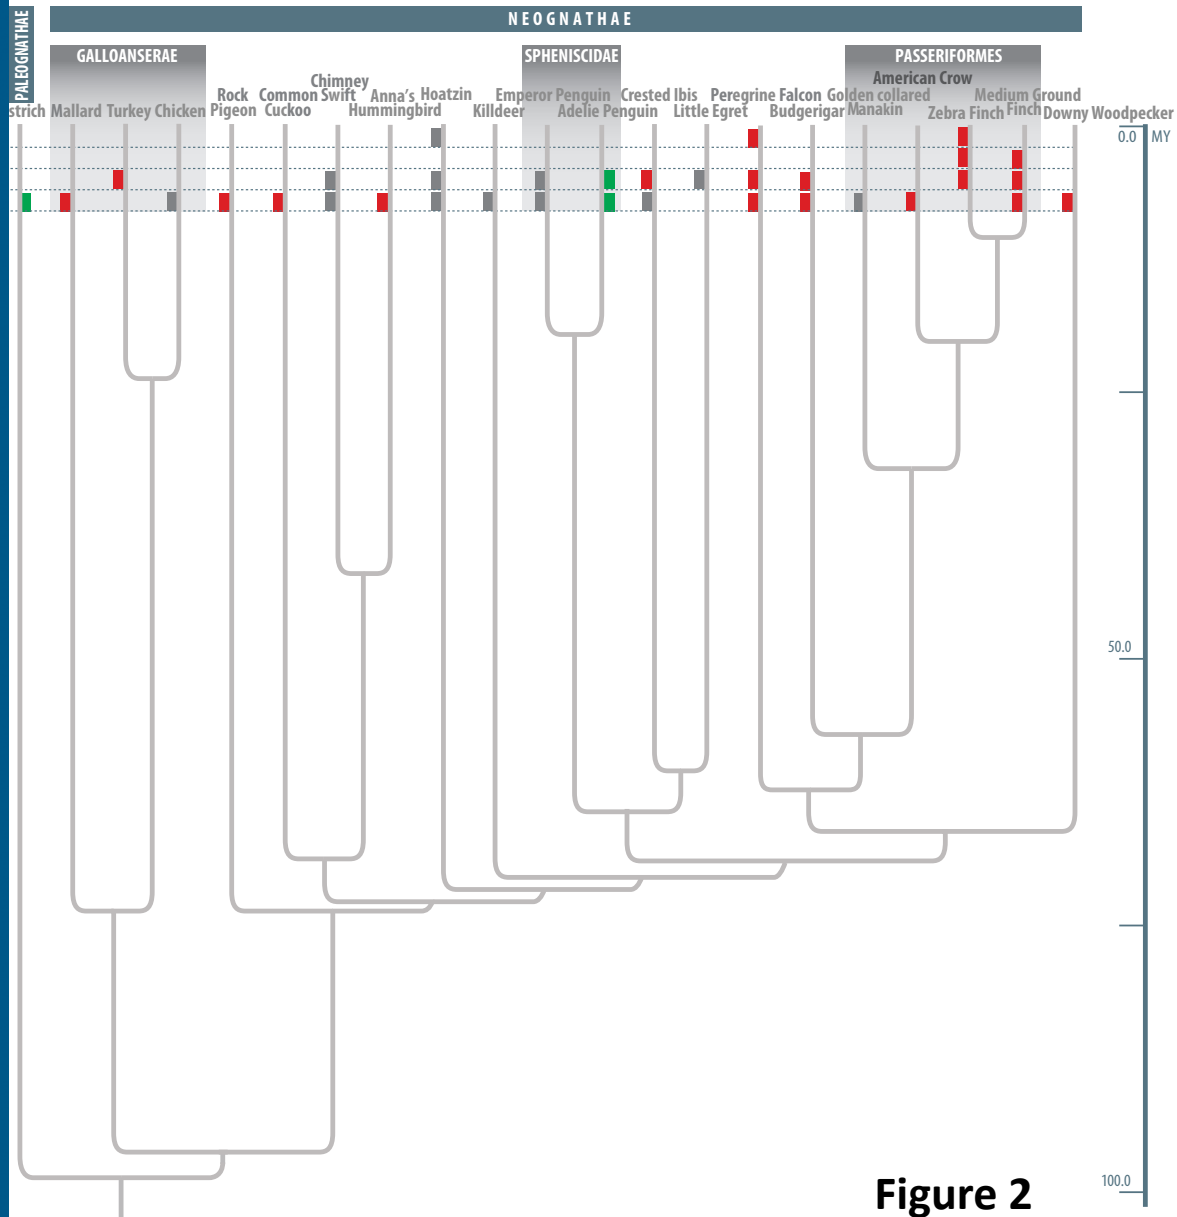 PALEOGNATHAE
NEOGNATHAE
GALLOANSERAE
SPHENISCIDAE
PASSERIFORMES
strich
Mallard
Turkey
Chicken
Rock
Pigeon
Common
Cuckoo
Chimney
Swift
Anna's
Hummingbird
Hoatzin
Killdeer
Emperor Penguin
Adelie Penguin
Crested Ibis
Little Egret
Peregrine Falcon
Budgerigar
Golden collared
Manakin
American Crow
Zebra Finch
Medium Ground
Finch
Downy Woodpecker
0.0 MY
50.0
100.0
Figure 2